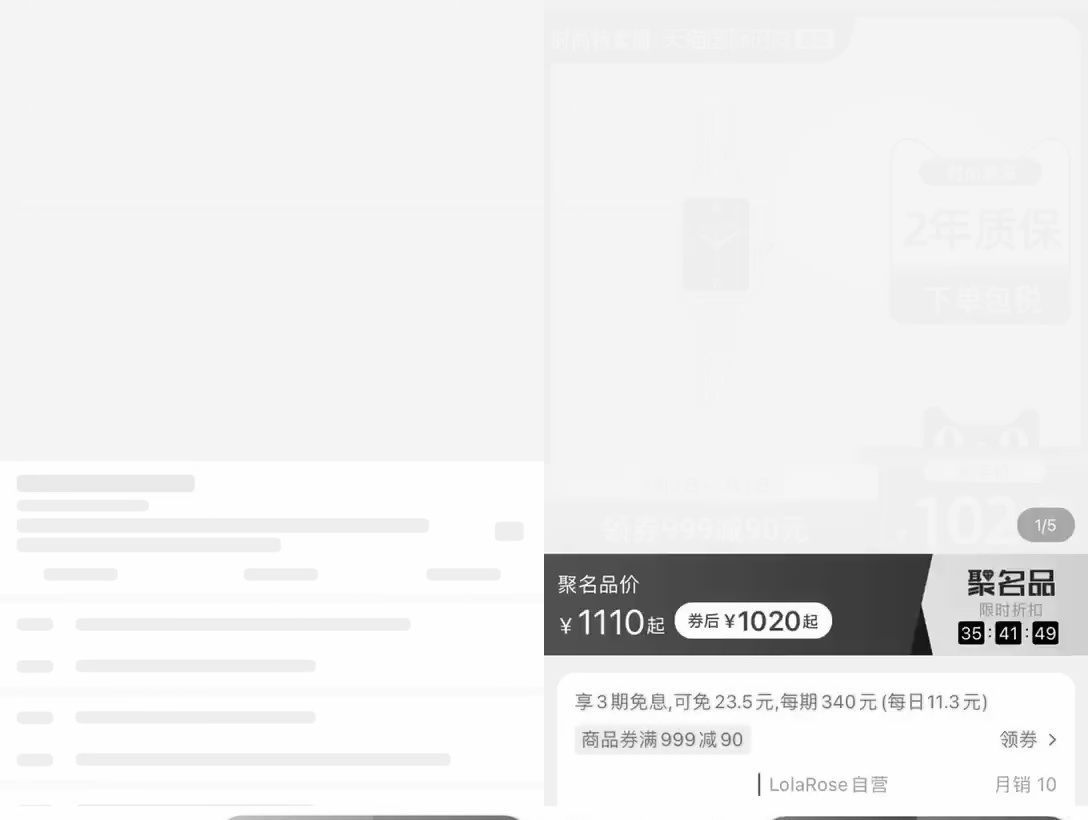 2年质保
下单包税
领券999减90元
102
1/5
聚名品价
¥1110起 券后¥1020起
聚名品
限时折扣
35:41:49
享3期免息,可免23.5元,每期340元(每日11.3元)
商品券满999减90
领券
LolaRose自营
月销 10